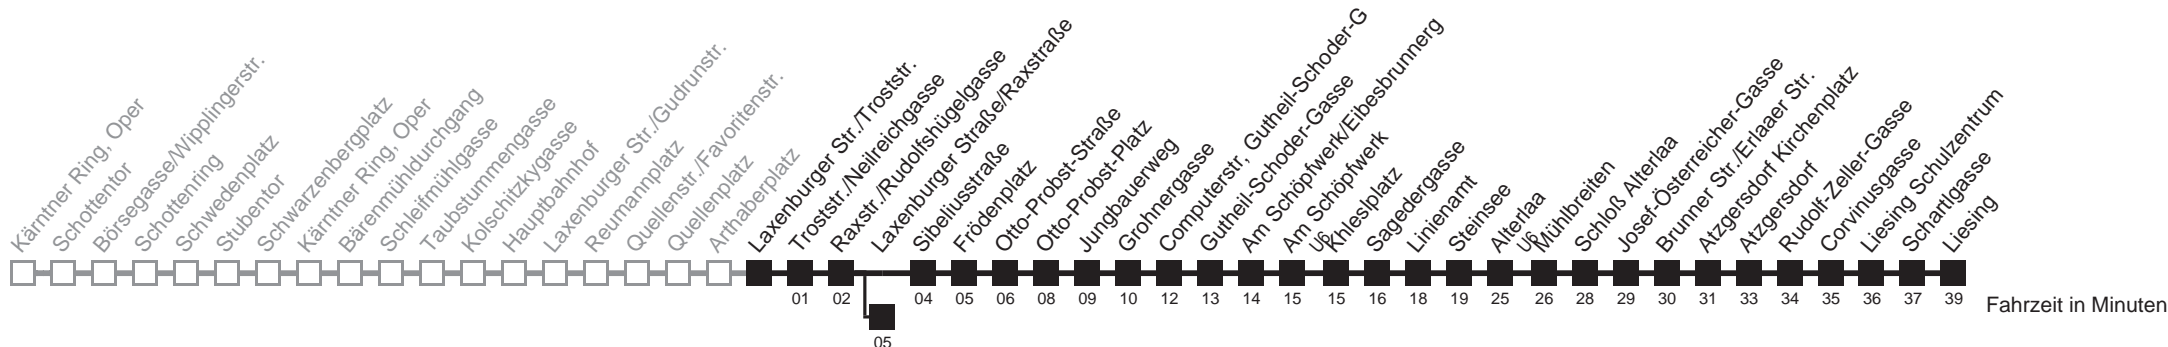 Kärntner Ring, Oper
Schottentor
Börsegasse/Wipplingerstr.
Schottenring
Schwedenplatz
Stubentor
Schwarzenbergplatz
Kärntner Ring, Oper
Bärenmühldurchgang
Schleifmühlgasse
Taubstummengasse
Kolschitzkygasse
Hauptbahnhof
Laxenburger Str./Gudrunstr.
Reumannplatz
Quellenstr./Favoritenstr.
Quellenplatz
Arthaberplatz
Laxenburger Str./Troststr.
Troststr./Neilreichgasse
Raxstr./Rudolfshügelgasse
Laxenburger Straße/Raxstraße
Sibeliusstraße
Frödenplatz
Otto-Probst-Straße
Otto-Probst-Platz
Jungbauerweg
Grohnergasse
Computerstr, Gutheil-Schoder-G
Gutheil-Schoder-Gasse
Am Schöpfwerk/Eibesbrunnerg
Am Schöpfwerk
U6
Khleslplatz
Sagedergasse
Linienamt
Steinsee
Alterlaa
U6
Mühlbreiten
Schloß Alterlaa
Josef-Österreicher-Gasse
Brunner Str./Erlaaer Str.
Atzgersdorf Kirchenplatz
Atzgersdorf
Rudolf-Zeller-Gasse
Corvinusgasse
Liesing Schulzentrum
Schartlgasse
Liesing
01 02 04 05 06 08 09 10 12 13 14 15 15 16 18 19 25 26 28 29 30 31 33 34 35 36 37 39
Fahrzeit in Minuten
05